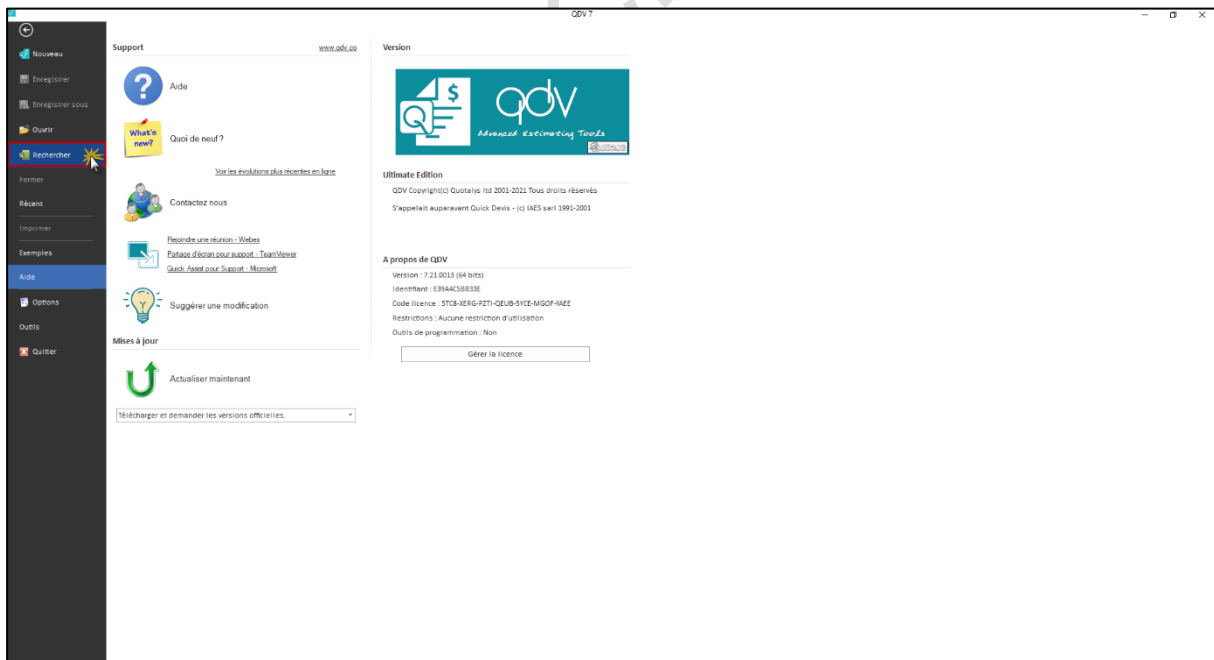 QDV 7
Nouveau
Enregistrer
Enregistrer sous
Ouvrir
Rechercher
Fermer
Récent
Imprimer
Exemples
Aide
Options
Outils
Quitter
Support
www.qdv.co
Aide
What's new?
Quoi de neuf ?
Voir les évolutions plus récentes en ligne
Contactez nous
Rejoindre une réunion - Webex
Partage d'écran pour support - TeamViewer
Quick Assist pour Support - Microsoft
Suggérer une modification
Mises à jour
Actualiser maintenant
Télécharger et demander les versions officielles.
Version
$
qdv
Advanced Estimating Tools
Ultimate Edition
QDV Copyright(c) Quotalys ltd 2001-2021 Tous droits réservés
S'appelait auparavant Quick Devis - (c) IAES sarl 1991-2001
A propos de QDV
Version : 7.21.0013 (64 bits)
Identifiant : E39A4C5BB33E
Code licence : 5TC8-XERG-PZTI-QEUB-5YCE-MGOF-YAEE
Restrictions : Aucune restriction d'utilisation
Outils de programmation : Non
Gérer la licence